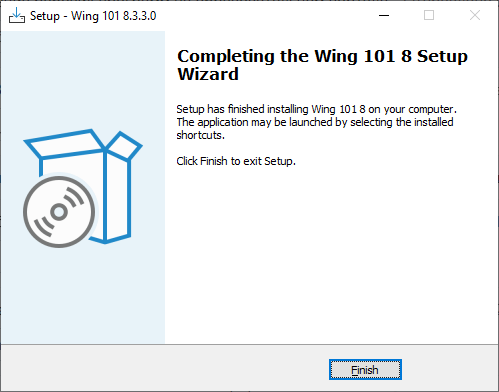 Setup - Wing 101 8.3.3.0
Completing the Wing 101 8 Setup
Wizard
Setup has finished installing Wing 101 8 on your computer.
The application may be launched by selecting the installed
shortcuts.
Click Finish to exit Setup.
Finish